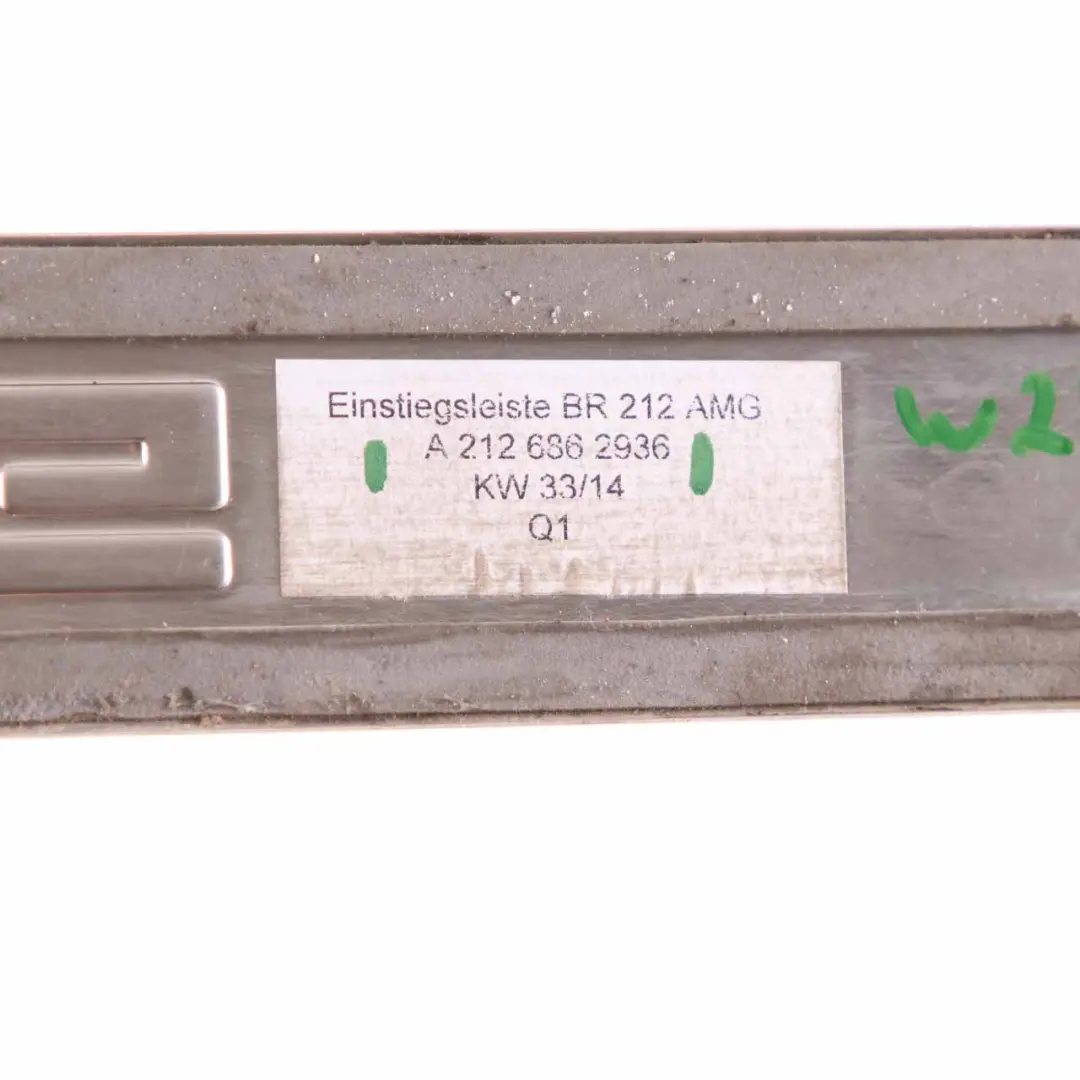 Einstiegsleiste BR 212 AMG
A 212 686 2936
KW 33/14
Q1
W2